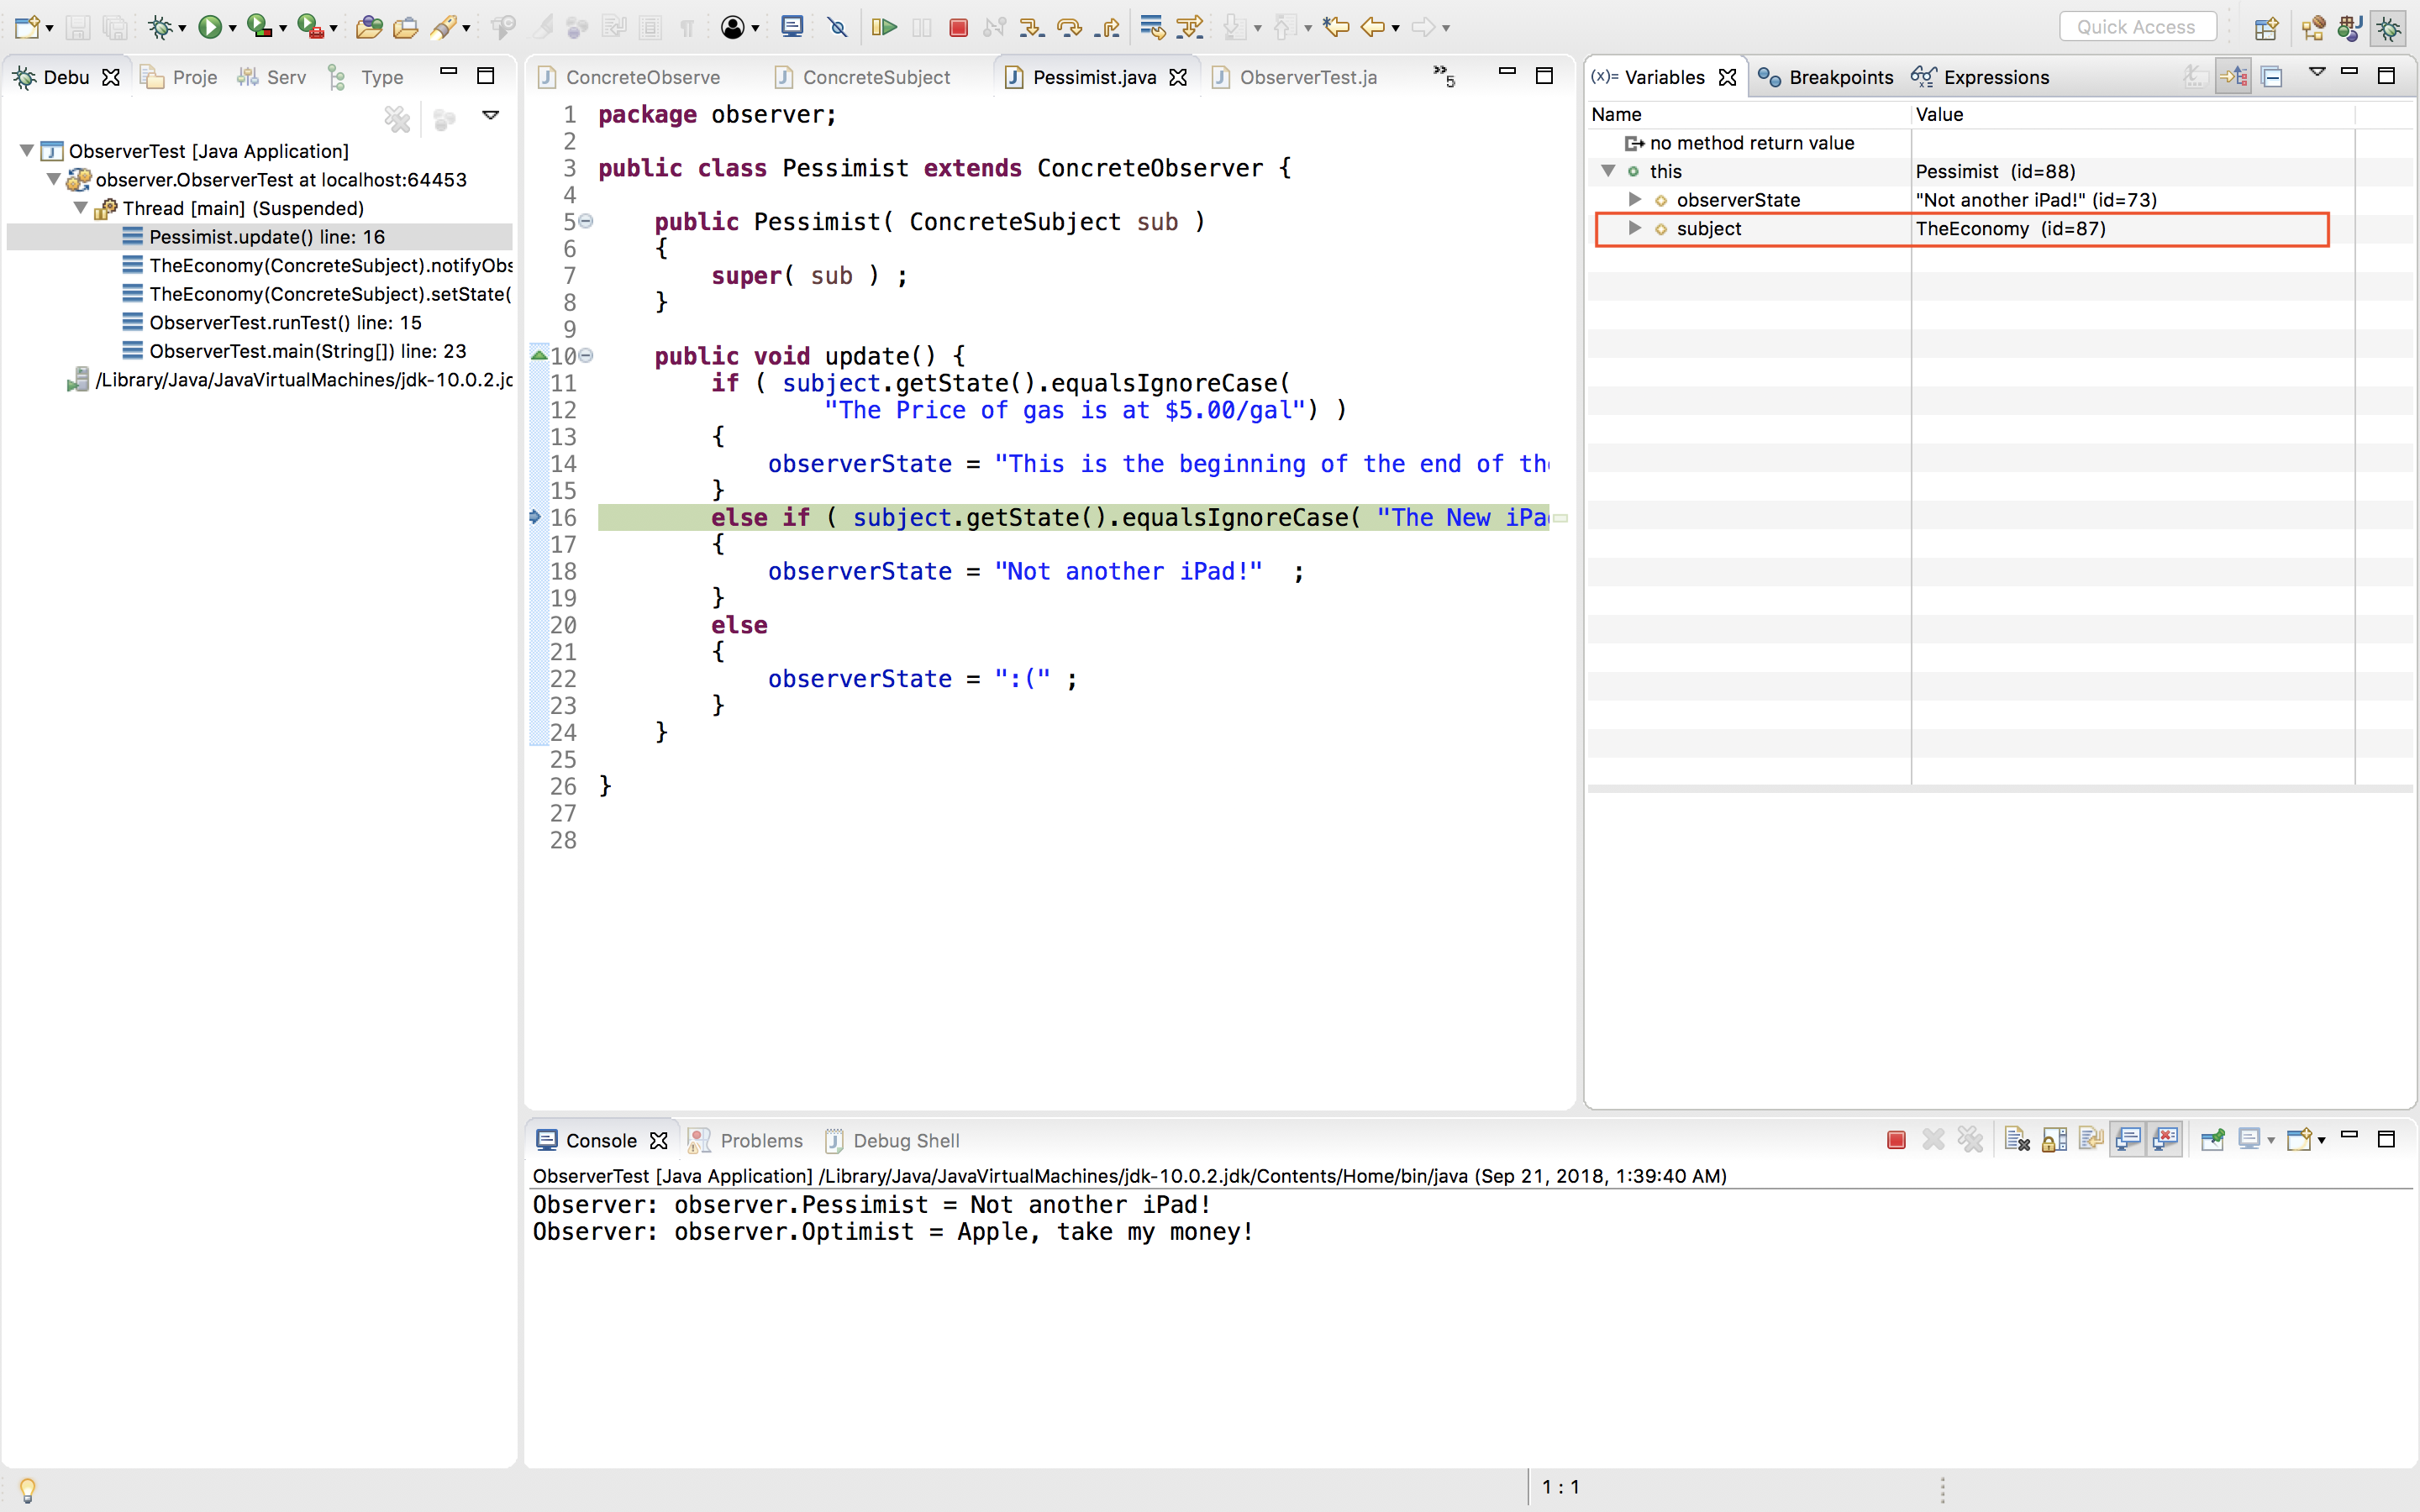 Quick Access
Debu
Proje
Serv
Type
ObserverTest [Java Application]
observer.ObserverTest at localhost:64453
Thread [main] (Suspended)
Pessimist.update() line: 16
TheEconomy(ConcreteSubject).notifyObs
TheEconomy(ConcreteSubject).setState(
ObserverTest.runTest() line: 15
ObserverTest.main(String[]) line: 23
/Library/Java/JavaVirtualMachines/jdk-10.0.2.jd
ConcreteObserve
ConcreteSubject
Pessimist.java
ObserverTest.ja
»5
1 package observer;
2
3 public class Pessimist extends ConcreteObserver {
4
5 public Pessimist( ConcreteSubject sub )
6 {
7 super( sub ) ;
8 }
9
10 public void update() {
11 if ( subject.getState().equalsIgnoreCase(
12 "The Price of gas is at $5.00/gal") )
13 {
14 observerState = "This is the beginning of the end of the
15 }
16 else if ( subject.getState().equalsIgnoreCase( "The New iPa
17 {
18 observerState = "Not another iPad!" ;
19 }
20 else
21 {
22 observerState = ":(" ;
23 }
24 }
25
26 }
27
28
(x)= Variables
Breakpoints
Expressions
Name Value
no method return value
this Pessimist (id=88)
observerState "Not another iPad!" (id=73)
subject TheEconomy (id=87)
Console
Problems
Debug Shell
ObserverTest [Java Application] /Library/Java/JavaVirtualMachines/jdk-10.0.2.jdk/Contents/Home/bin/java (Sep 21, 2018, 1:39:40 AM)
Observer: observer.Pessimist = Not another iPad!
Observer: observer.Optimist = Apple, take my money!
1 : 1